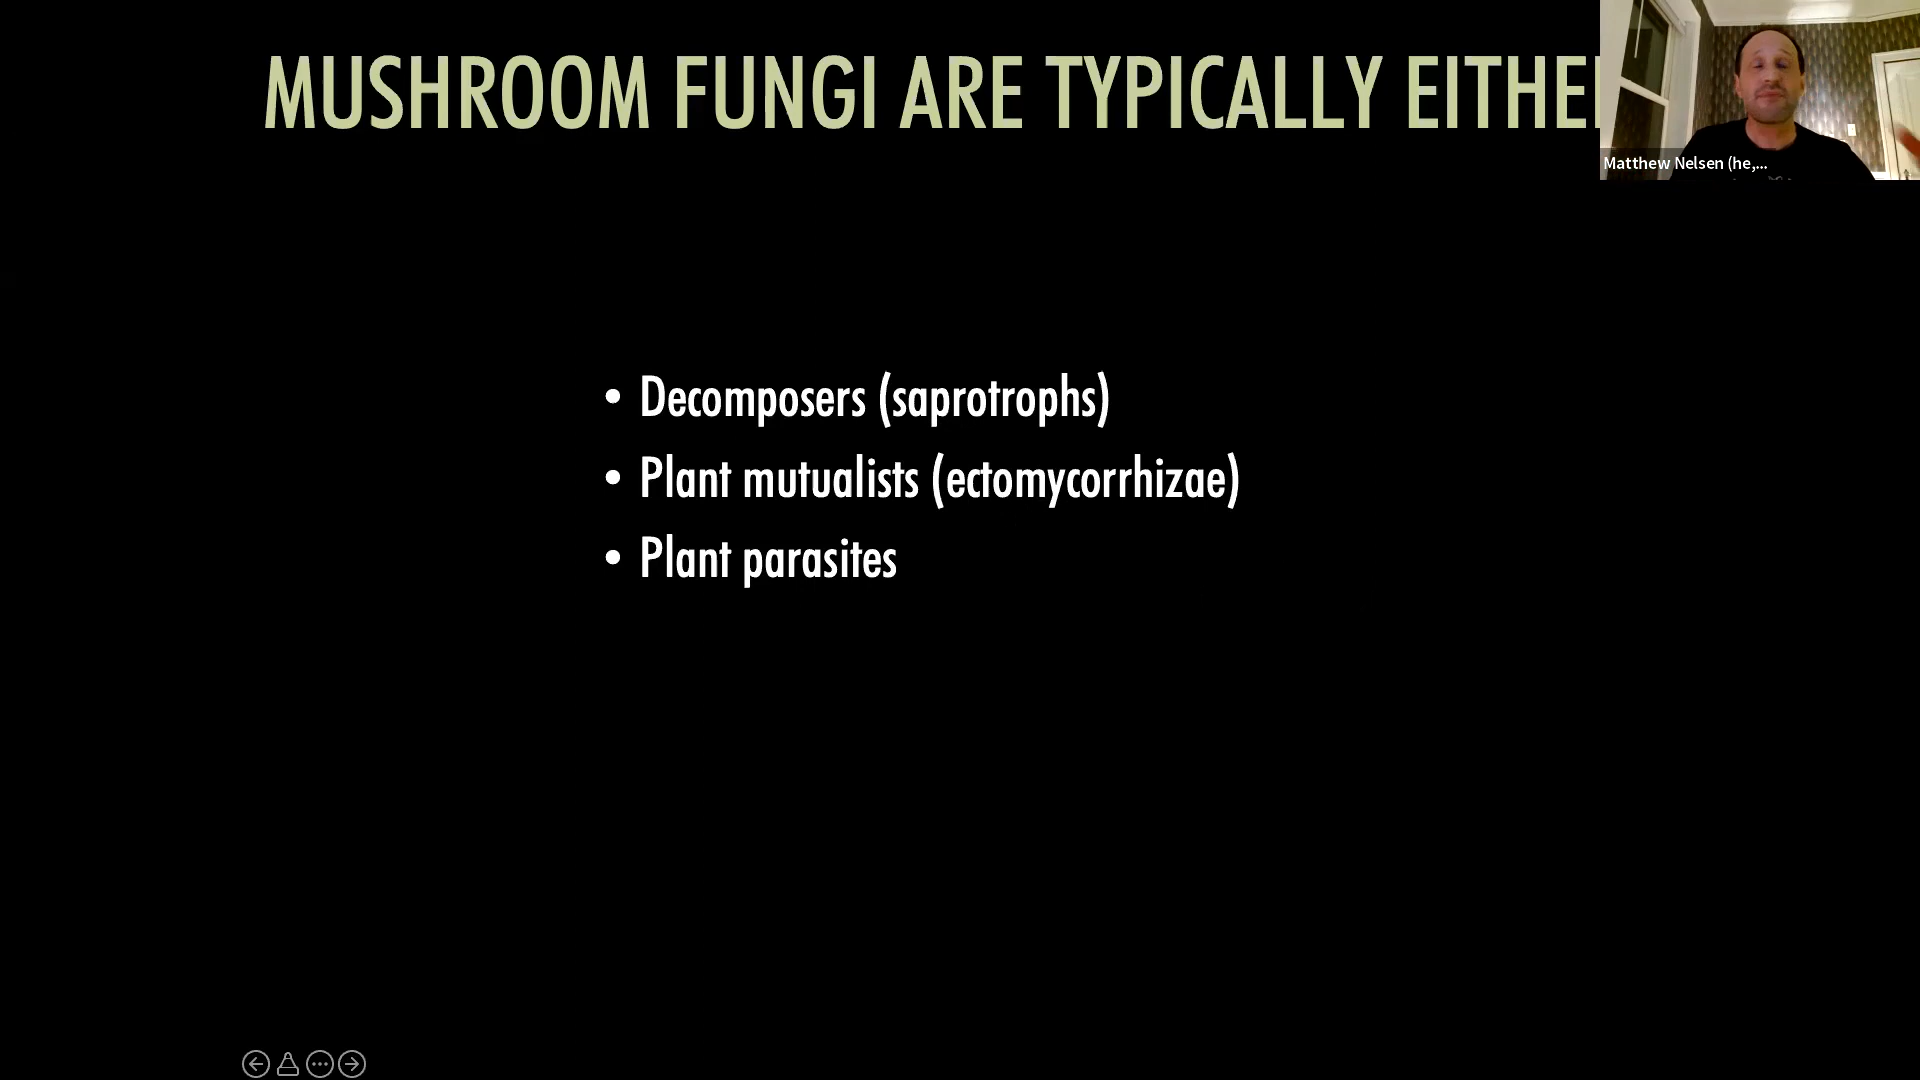 MUSHROOM FUNGI ARE TYPICALLY EITHE
Matthew Nelsen (he,...
• Decomposers (saprotrophs)
• Plant mutualists (ectomycorrhizae)
• Plant parasites